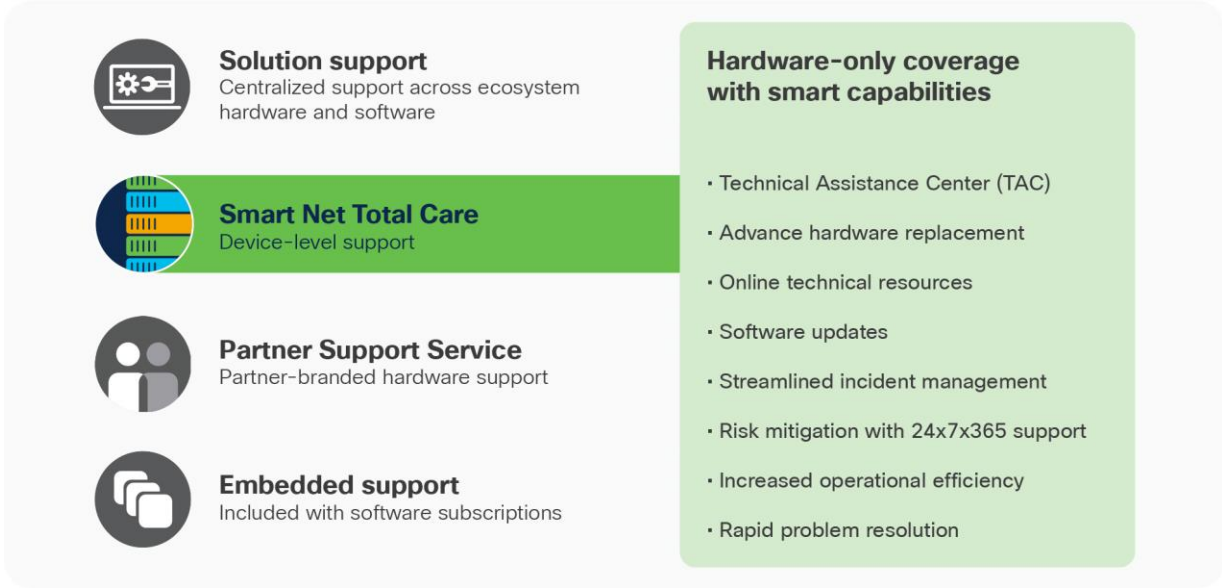 Solution support
Centralized support across ecosystem
hardware and software
Smart Net Total Care
Device-level support
Partner Support Service
Partner-branded hardware support
Embedded support
Included with software subscriptions
Hardware-only coverage
with smart capabilities
· Technical Assistance Center (TAC)
· Advance hardware replacement
· Online technical resources
· Software updates
· Streamlined incident management
· Risk mitigation with 24x7x365 support
· Increased operational efficiency
· Rapid problem resolution